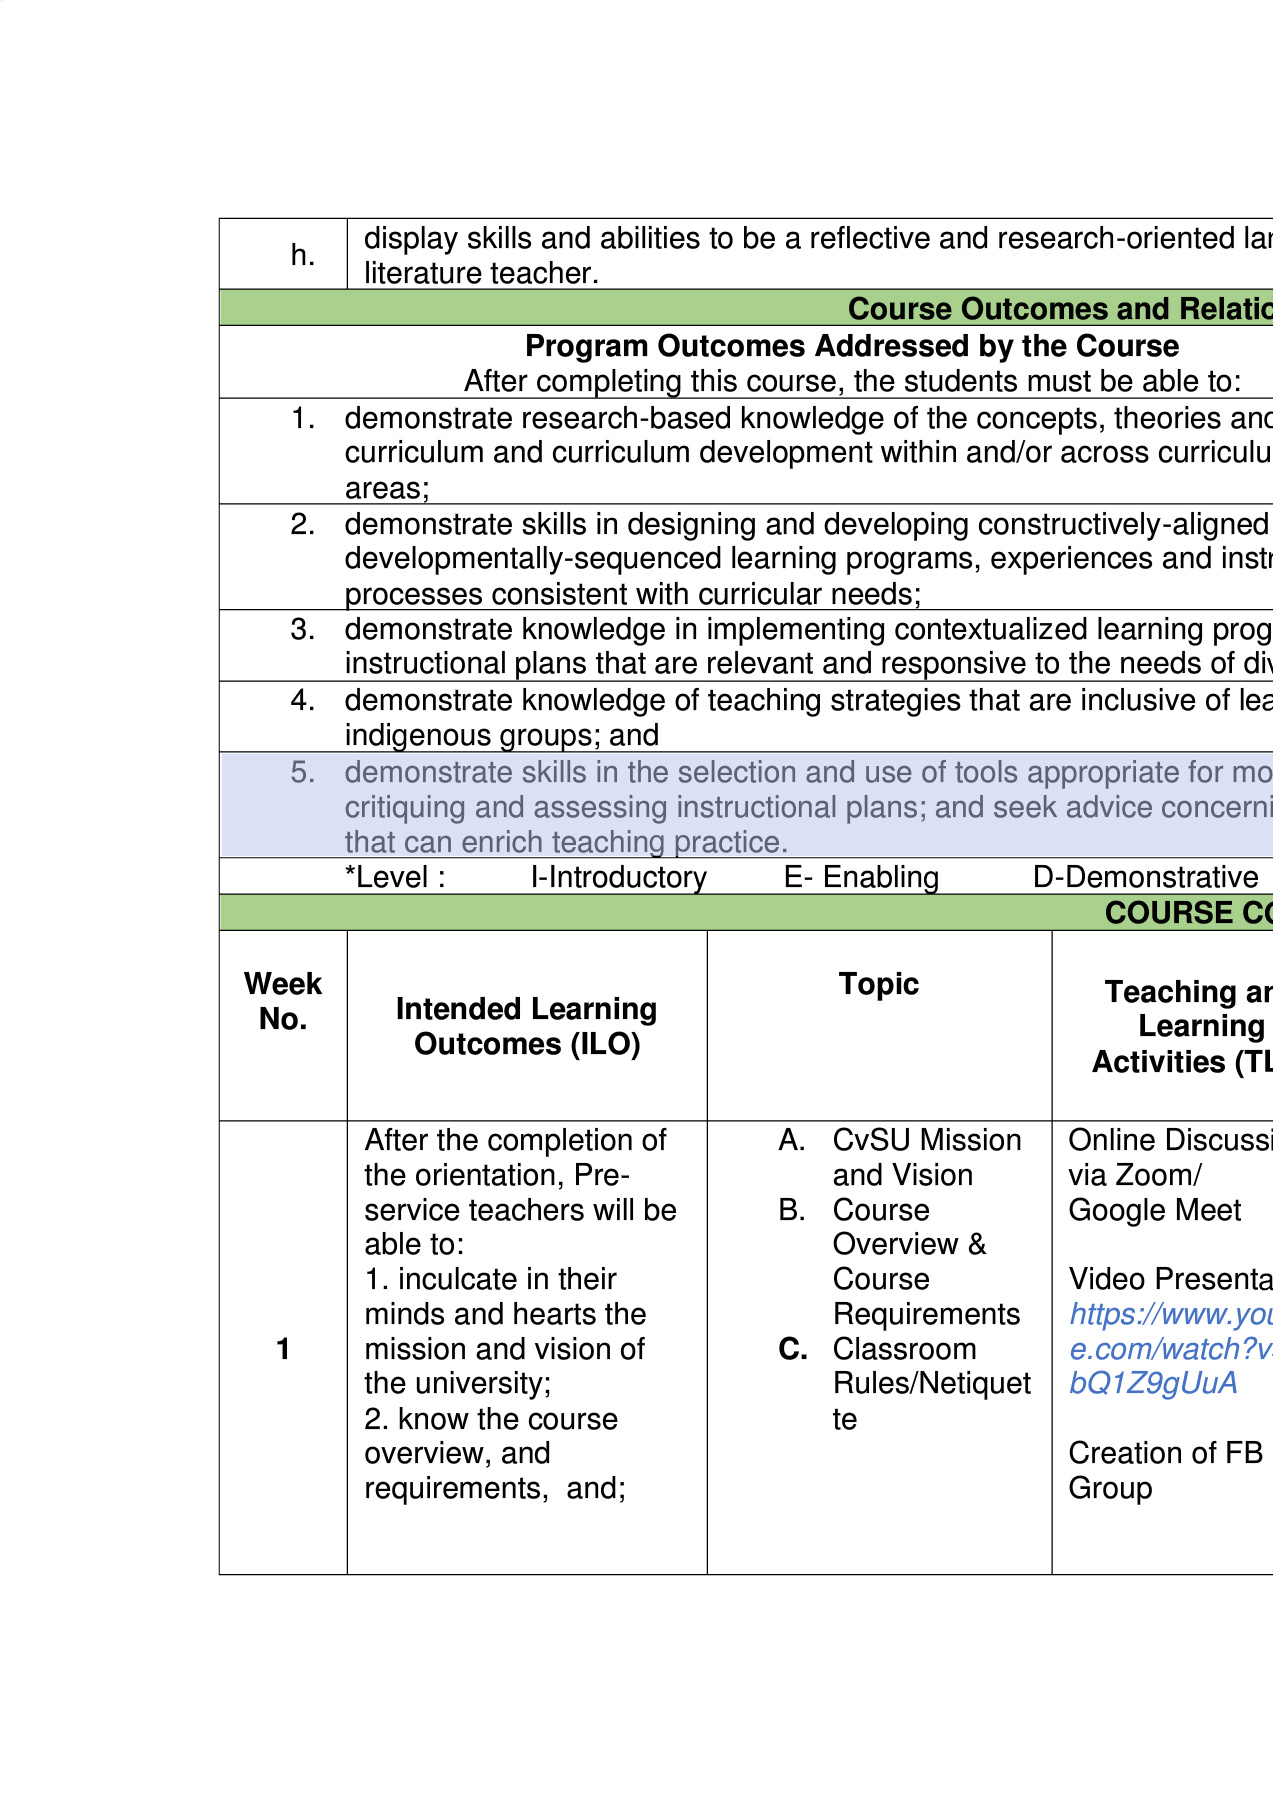 h.
display skills and abilities to be a reflective and research-oriented lan
literature teacher.
Course Outcomes and Relatio
Program Outcomes Addressed by the Course
After completing this course, the students must be able to:
1. demonstrate research-based knowledge of the concepts, theories and
curriculum and curriculum development within and/or across curriculu
areas;
2. demonstrate skills in designing and developing constructively-aligned
developmentally-sequenced learning programs, experiences and instr
processes consistent with curricular needs;
3. demonstrate knowledge in implementing contextualized learning prog
instructional plans that are relevant and responsive to the needs of div
4. demonstrate knowledge of teaching strategies that are inclusive of lea
indigenous groups; and
5. demonstrate skills in the selection and use of tools appropriate for mo
critiquing and assessing instructional plans; and seek advice concerni
that can enrich teaching practice.
*Level : I-Introductory E- Enabling D-Demonstrative
COURSE CO
Week
No.
Intended Learning
Outcomes (ILO)
Topic
Teaching an
Learning
Activities (TL
1
After the completion of
the orientation, Pre-
service teachers will be
able to:
1. inculcate in their
minds and hearts the
mission and vision of
the university;
2. know the course
overview, and
requirements, and;
A. CvSU Mission
and Vision
B. Course
Overview &
Course
Requirements
C. Classroom
Rules/Netiquet
te
Online Discussi
via Zoom/
Google Meet
Video Presenta
https://www.you
e.com/watch?v=
bQ1Z9gUuA
Creation of FB
Group